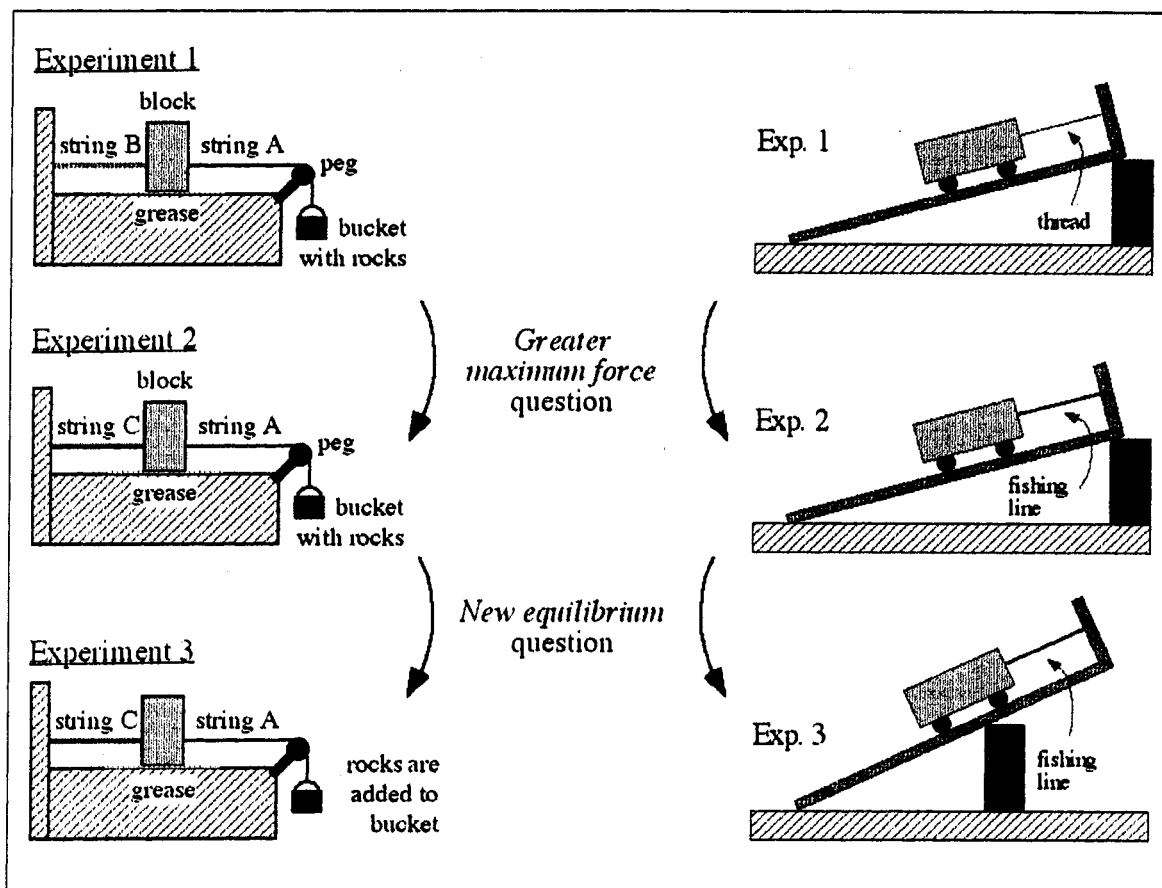 Experiment 1
block
string B
string A
peg
grease
bucket
with rocks
Exp. 1
thread
Greater
maximum force
question
Experiment 2
block
string C
string A
peg
grease
bucket
with rocks
Exp. 2
fishing
line
New equilibrium
question
Experiment 3
string C
string A
grease
rocks are
added to
bucket
Exp. 3
fishing
line